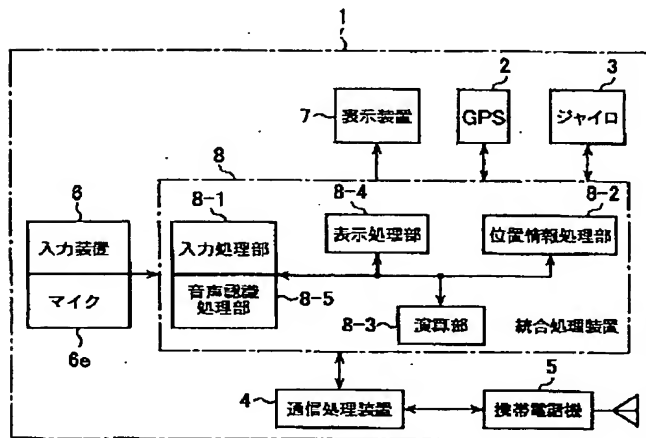 1
2
3
7
表示装置
GPS
ジャイロ
8
6
8-1
8-4
8-2
入力装置
入力処理部
表示処理部
位置情報処理部
マイク
音声認識
処理部
8-5
6e
8-3
演算部
統合処理装置
4
通信処理装置
5
携帯電話機